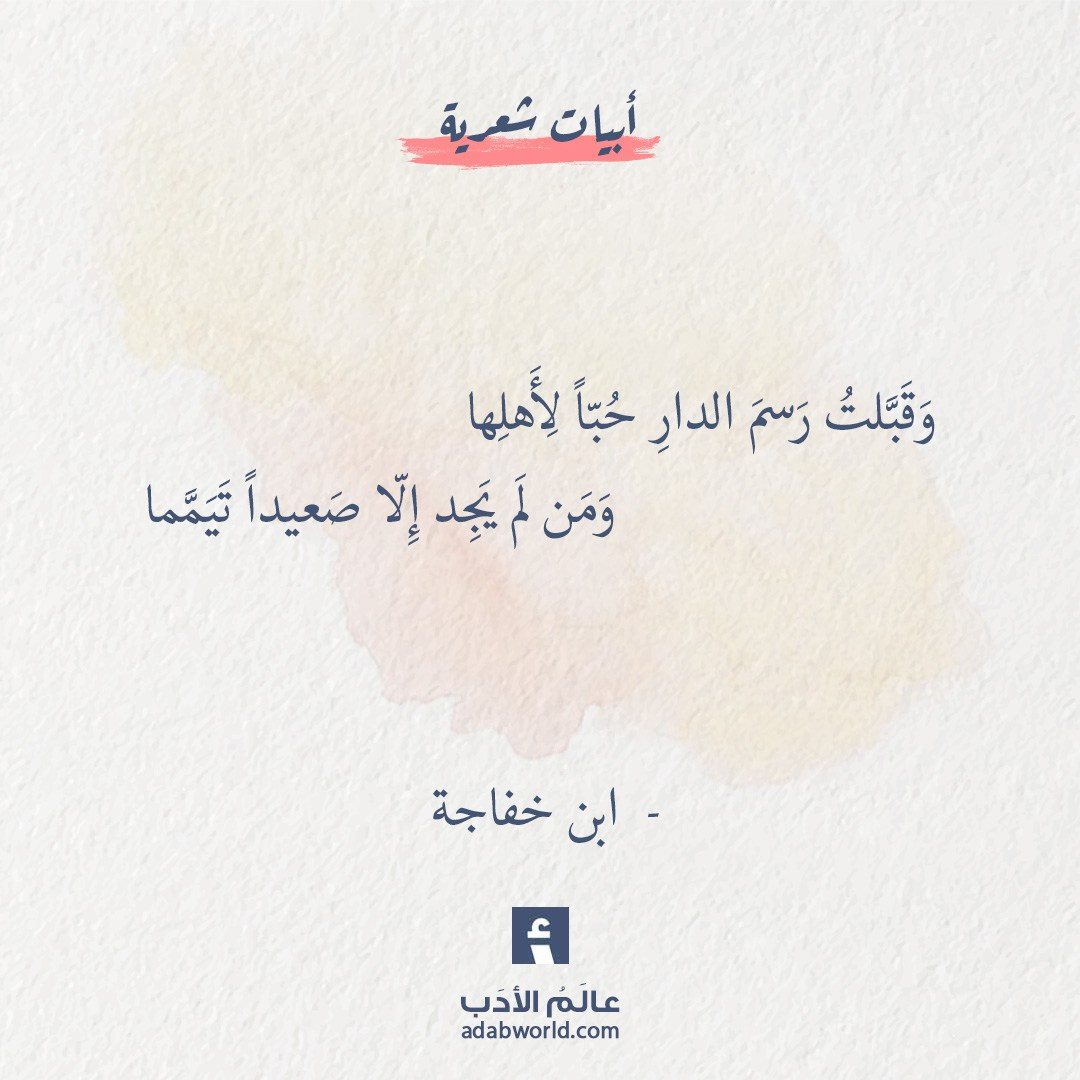 أبيات شعرية
وَقَبَّلتُ رَسمَ الدارِ حُبّاً لِأَهلِها
وَمَن لَم يَجِد إِلّا صَعيداً تَيَمَّما
- ابن خفاجة
أ
عالَمُ الأدَب
adabworld.com